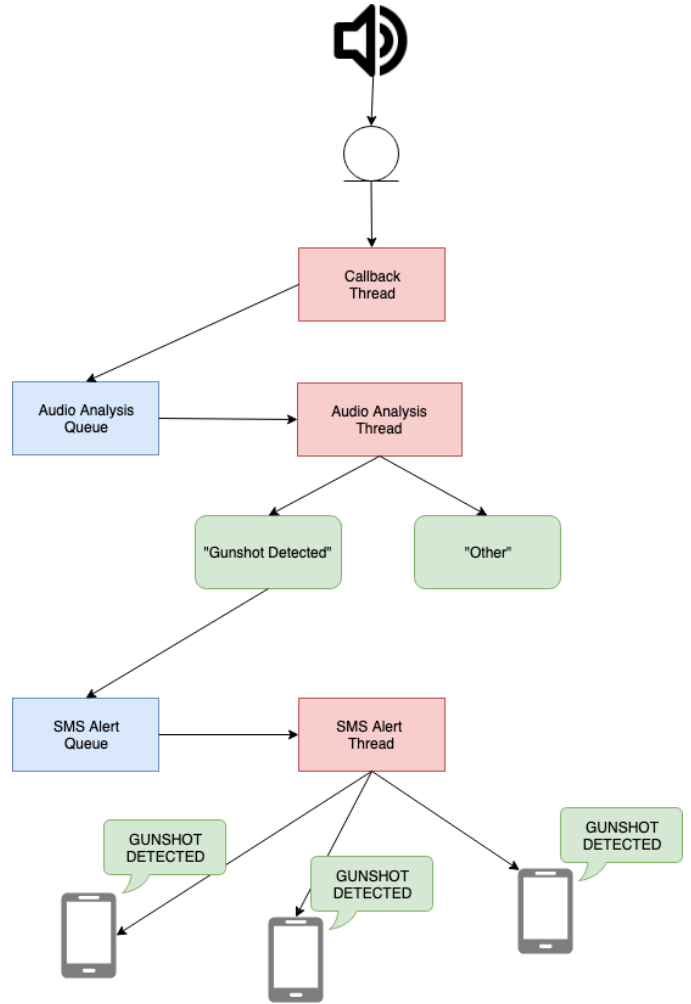 Callback
Thread
Audio Analysis
Queue
Audio Analysis
Thread
"Gunshot Detected"
"Other"
SMS Alert
Queue
SMS Alert
Thread
GUNSHOT
DETECTED
GUNSHOT
DETECTED
GUNSHOT
DETECTED